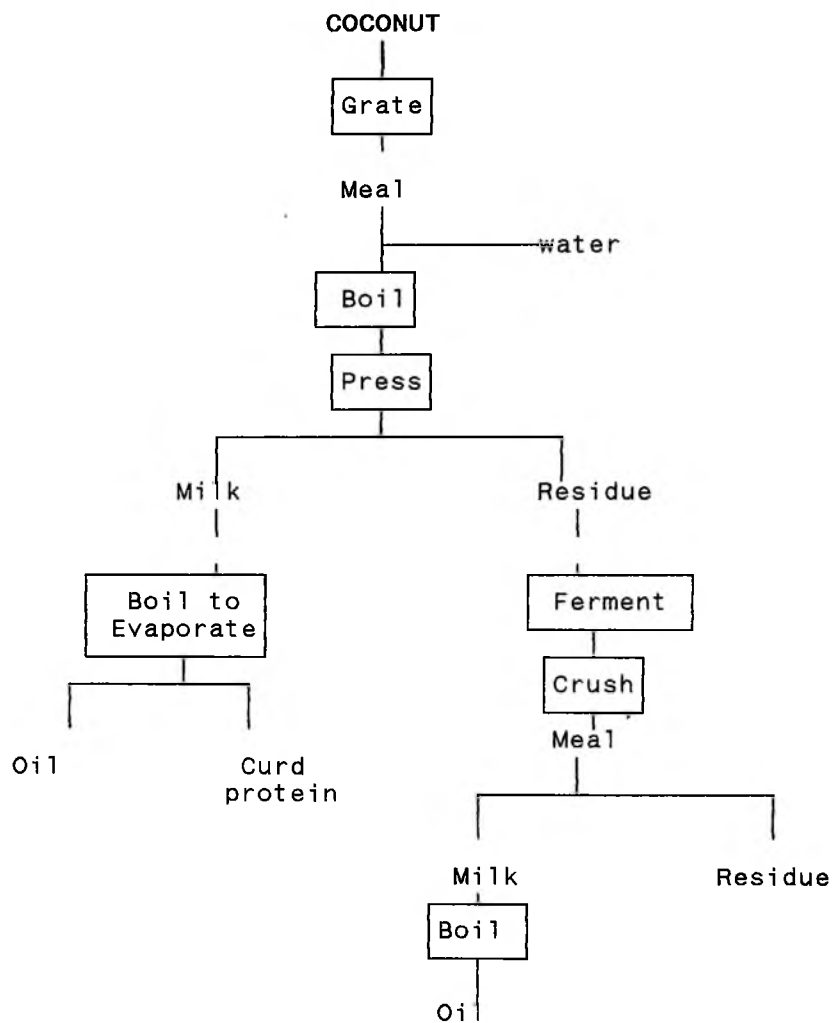 COCONUT
Grate
Meal
water
Boil
Press
Milk
Residue
Boil to
Evaporate
Ferment
Crush
Meal
Oil
Curd
protein
Milk
Residue
Boil
Oil